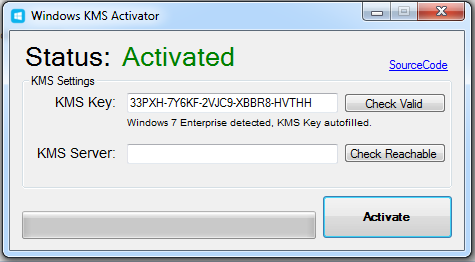 Windows KMS Activator
Status: Activated
SourceCode
KMS Settings
KMS Key: 33PXH-7Y6KF-2VJC9-XBBR8-HVTHH Check Valid
Windows 7 Enterprise detected, KMS Key autofilled.
KMS Server: Check Reachable
Activate